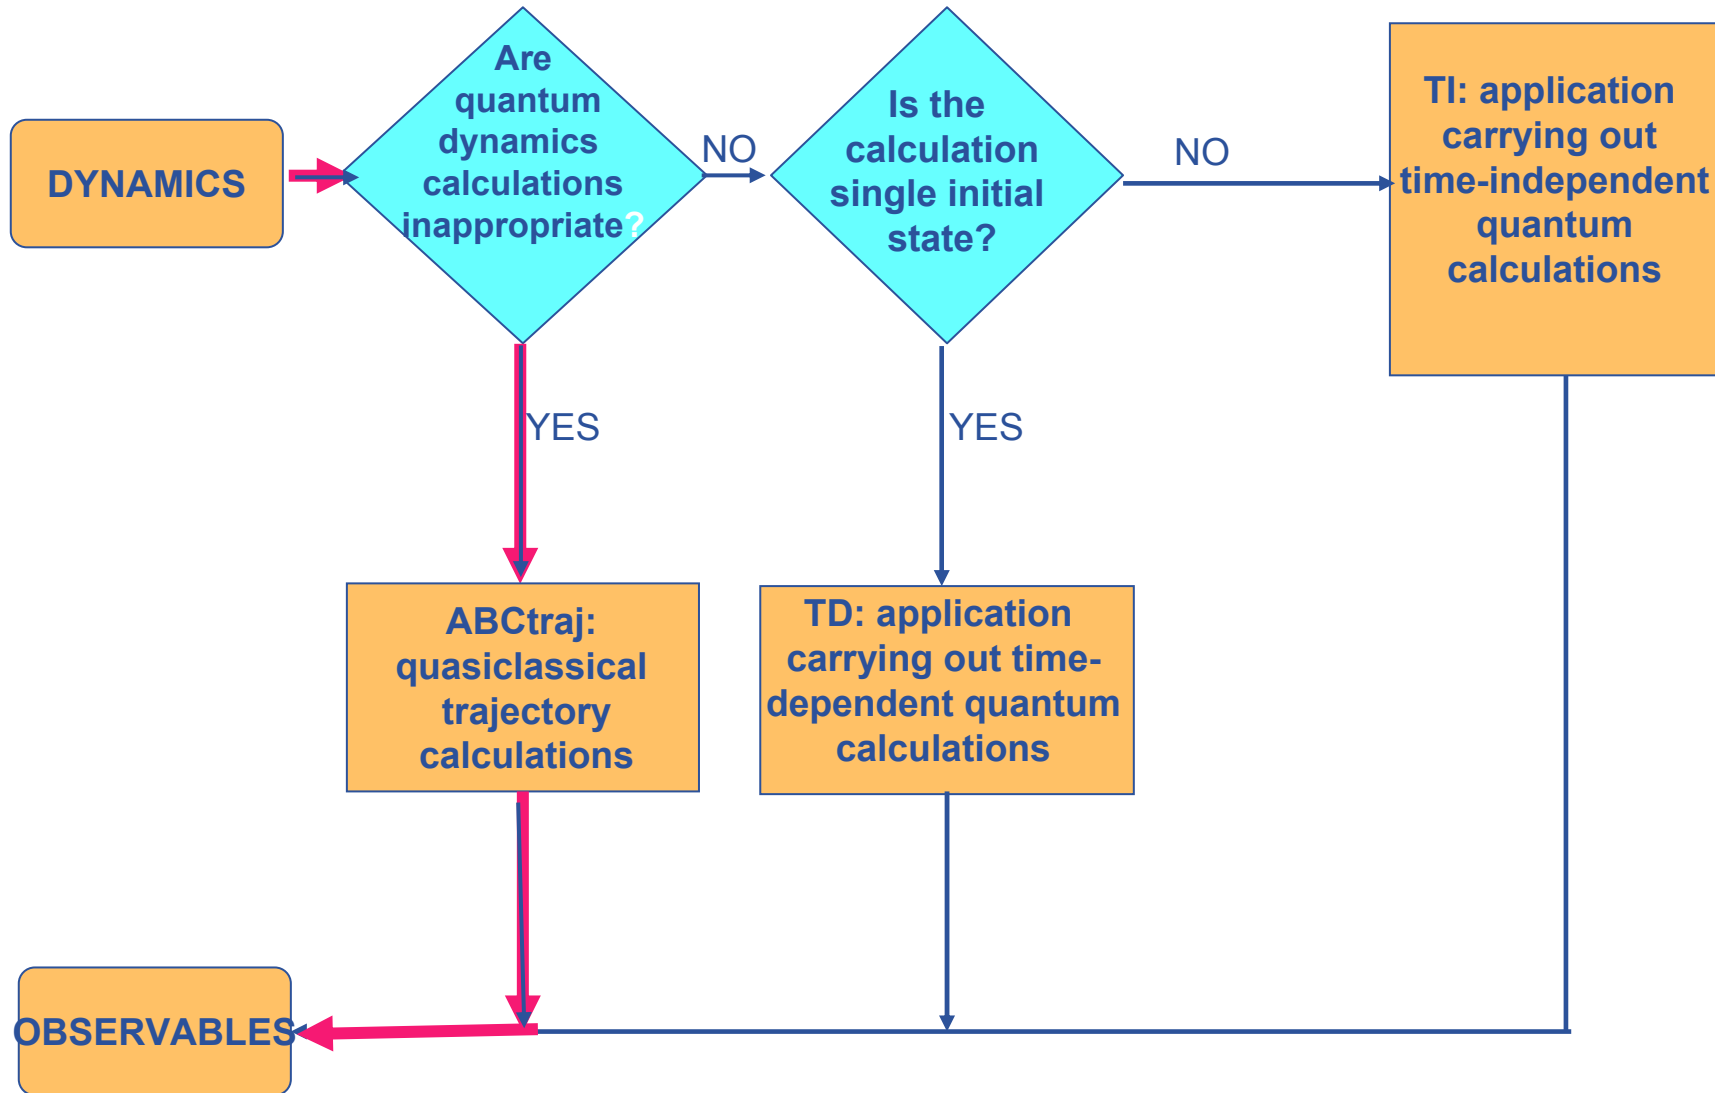 DYNAMICS
Are
quantum
dynamics
calculations
inappropriate?
NO
Is the
calculation
single initial
state?
NO
TI: application
carrying out
time-independent
quantum
calculations
YES
YES
ABCtraj:
quasiclassical
trajectory
calculations
TD: application
carrying out time-
dependent quantum
calculations
OBSERVABLES